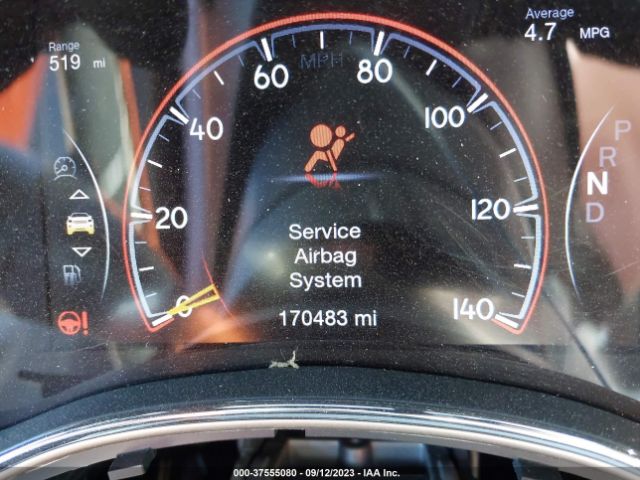 Range
519 mi
Average
4.7 MPG
MPH
0
20
40
60
80
100
120
140
P
R
N
D
Service
Airbag
System
170483 mi
000-37555080 - 09/12/2023 - IAA Inc.